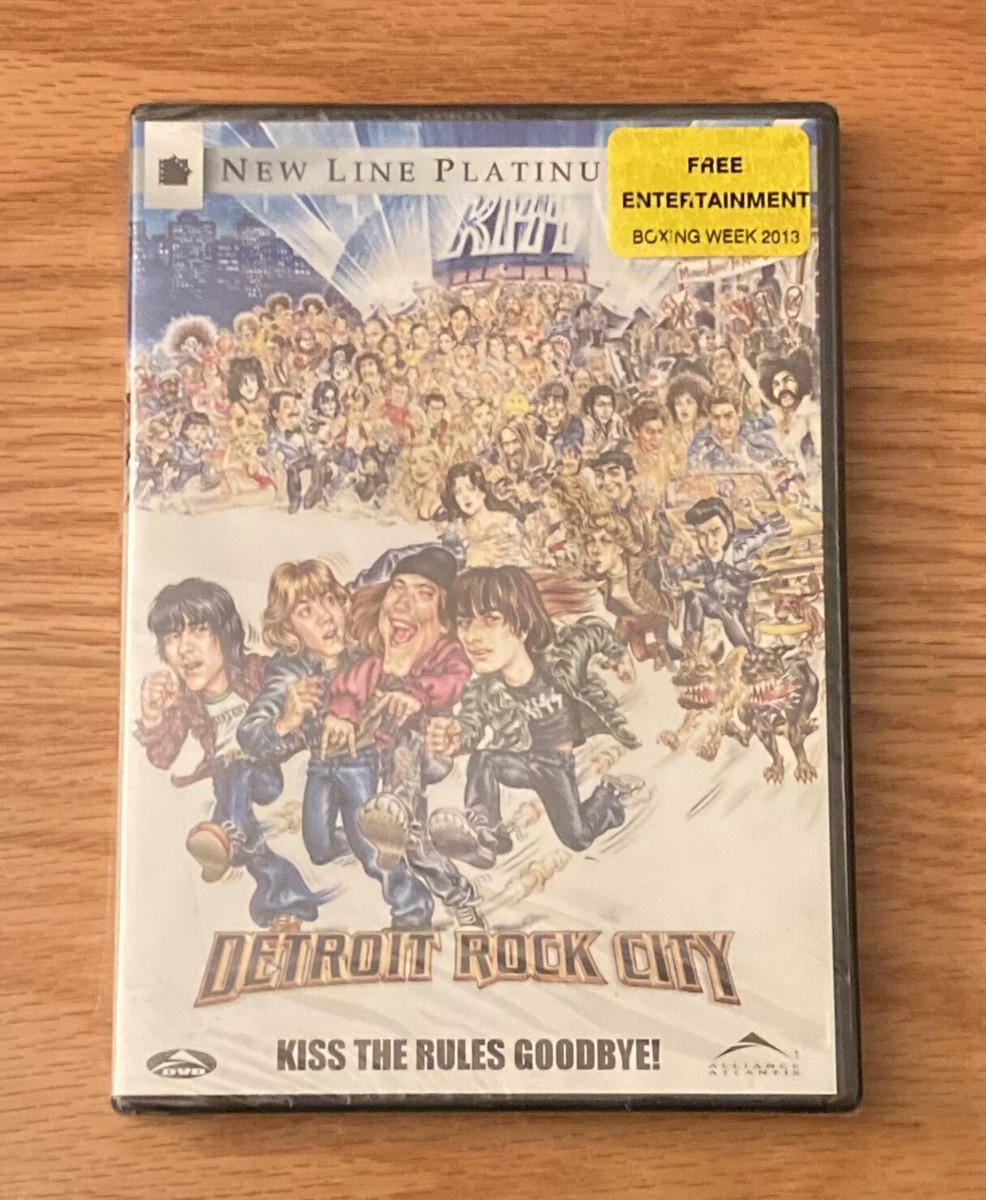 NEW LINE PLATINU
FREE
ENTERTAINMENT
BOXING WEEK 2013
KISS
DETROIT ROCK CITY
KISS THE RULES GOODBYE!
DVD
ALLIANCE
ATLANTIS